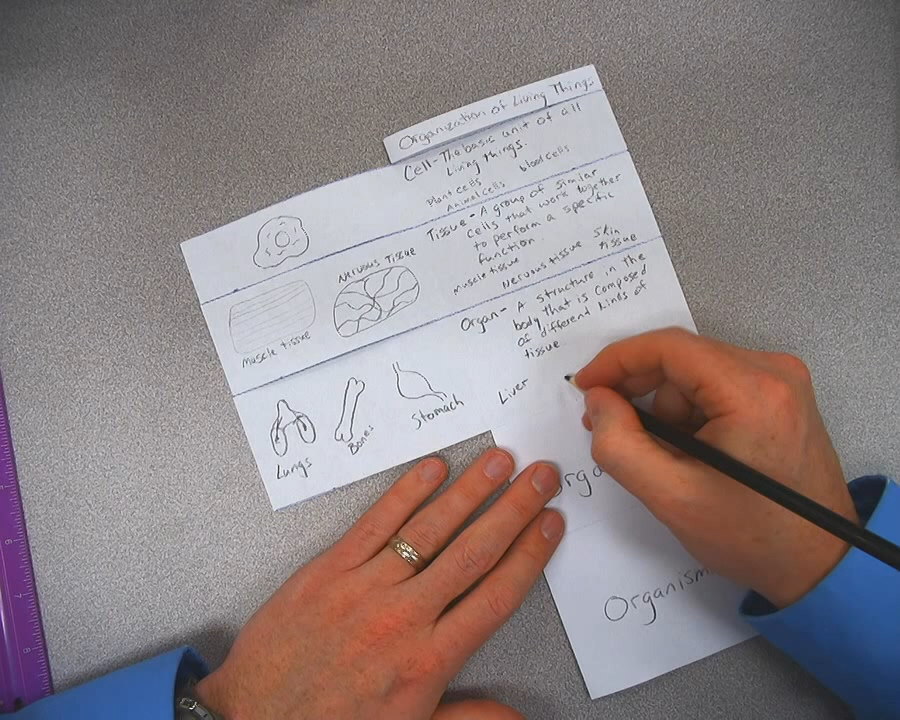 Organization of Living Things
Cell - The basic unit of all
Living things.
Plant cells
Animal cells
blood cells
Tissue - A group of similar
cells that work together
to perform a specific
function.
Muscle tissue
Nervous tissue
Skin
tissue
Nervous Tissue
Muscle tissue
Organ - A structure in the
body that is composed
of different kinds of
tissue
Liver
Lungs
Bones
Stomach
Organism